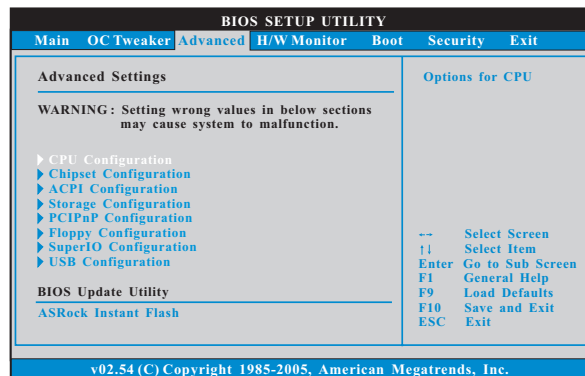 BIOS SETUP UTILITY
Main OC Tweaker Advanced H/W Monitor Boot Security Exit
Advanced Settings
WARNING : Setting wrong values in below sections
may cause system to malfunction.
CPU Configuration
Chipset Configuration
ACPI Configuration
Storage Configuration
PCIPnP Configuration
Floppy Configuration
SuperIO Configuration
USB Configuration
BIOS Update Utility
ASRock Instant Flash
Options for CPU
←→ Select Screen
↑↓ Select Item
Enter Go to Sub Screen
F1 General Help
F9 Load Defaults
F10 Save and Exit
ESC Exit
v02.54 (C) Copyright 1985-2005, American Megatrends, Inc.